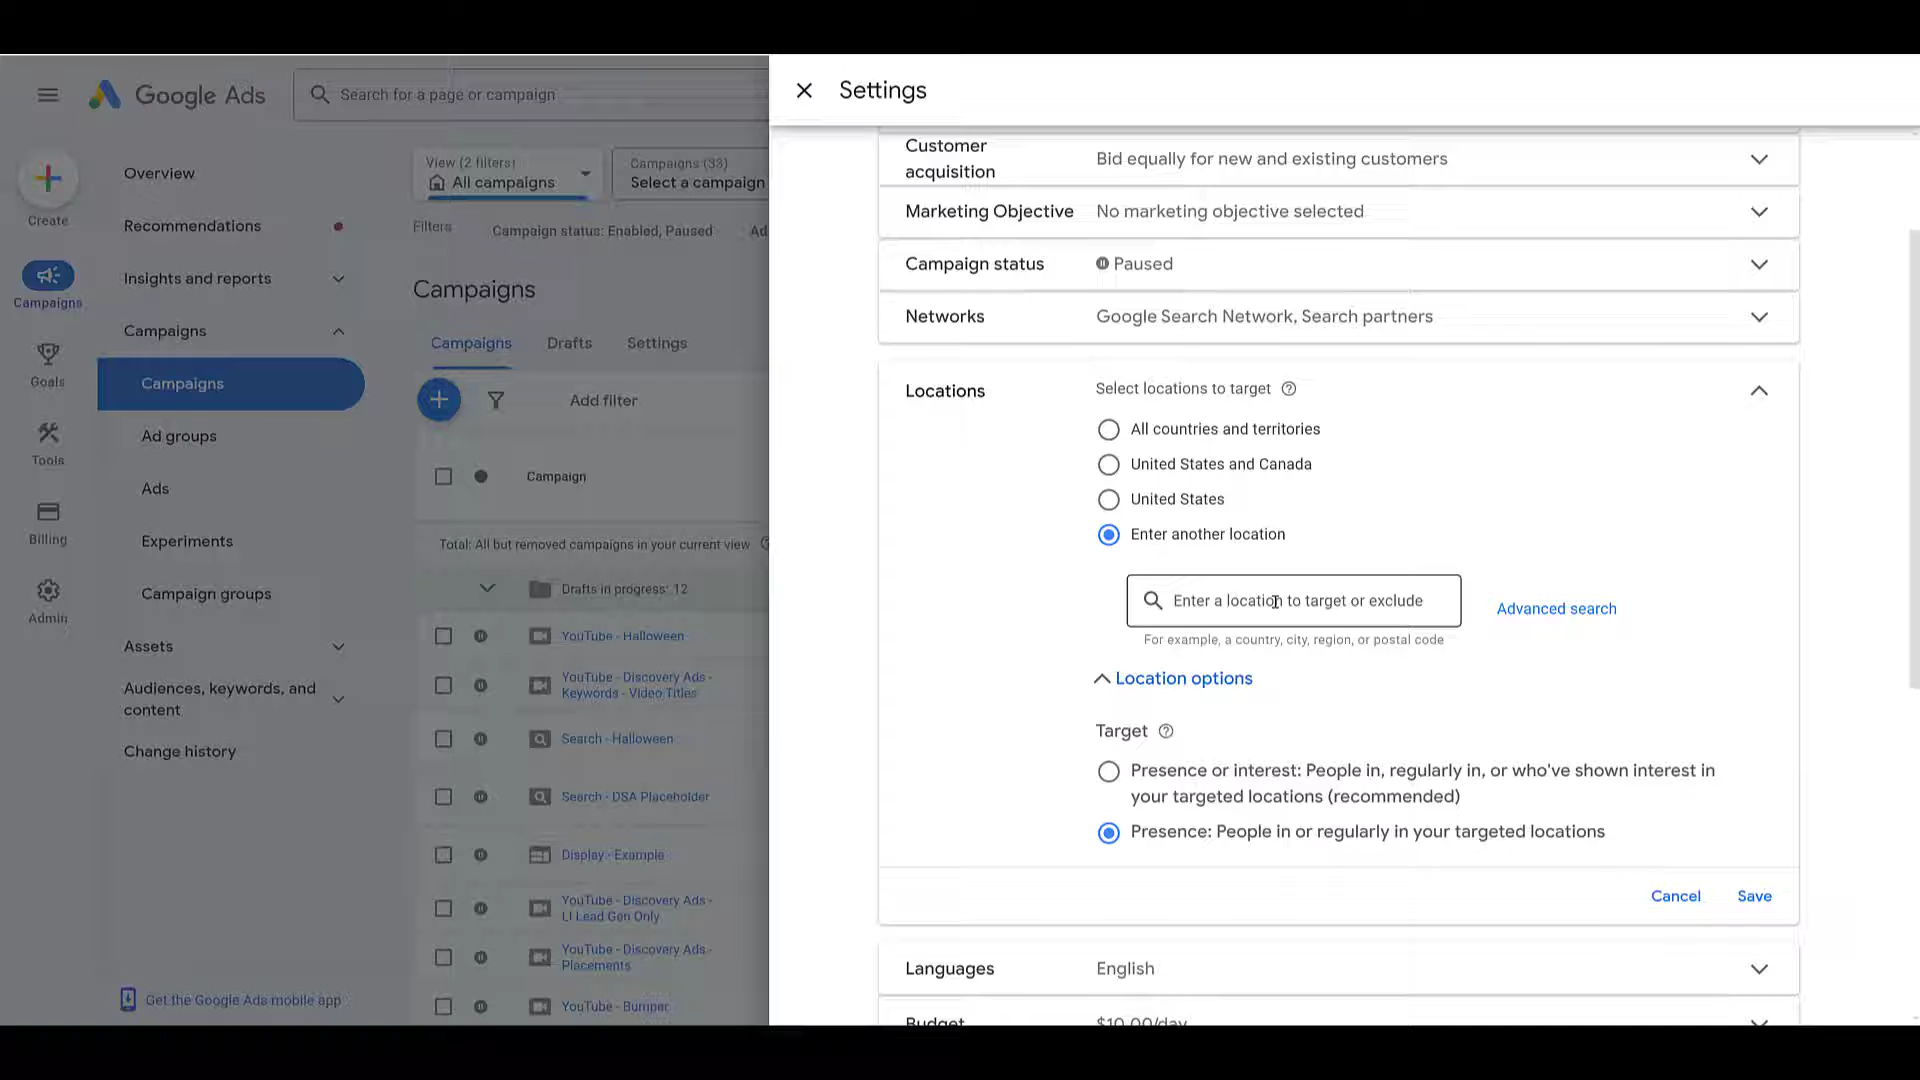 Google Ads
Search for a page or campaign
Settings
Create
Campaigns
Goals
Tools
Billing
Admin
Overview
Recommendations
Insights and reports
Campaigns
Campaigns
Ad groups
Ads
Experiments
Campaign groups
Assets
Audiences, keywords, and
content
Change history
Get the Google Ads mobile app
View (2 filters)
All campaigns
Campaigns (33)
Select a campaign
Filters
Campaign status: Enabled, Paused
Ad
Campaigns
Campaigns
Drafts
Settings
Add filter
Campaign
Total: All but removed campaigns in your current view
Drafts in progress: 12
YouTube - Halloween
YouTube - Discovery Ads -
Keywords - Video Titles
Search - Halloween
Search - DSA Placeholder
Display - Example
YouTube - Discovery Ads -
LI Lead Gen Only
YouTube - Discovery Ads -
Placements
YouTube - Bumper
Customer
acquisition
Bid equally for new and existing customers
Marketing Objective
No marketing objective selected
Campaign status
Paused
Networks
Google Search Network, Search partners
Locations
Select locations to target
All countries and territories
United States and Canada
United States
Enter another location
Enter a location to target or exclude
Advanced search
For example, a country, city, region, or postal code
Location options
Target
Presence or interest: People in, regularly in, or who've shown interest in
your targeted locations (recommended)
Presence: People in or regularly in your targeted locations
Cancel
Save
Languages
English
Budget
$10.00/day